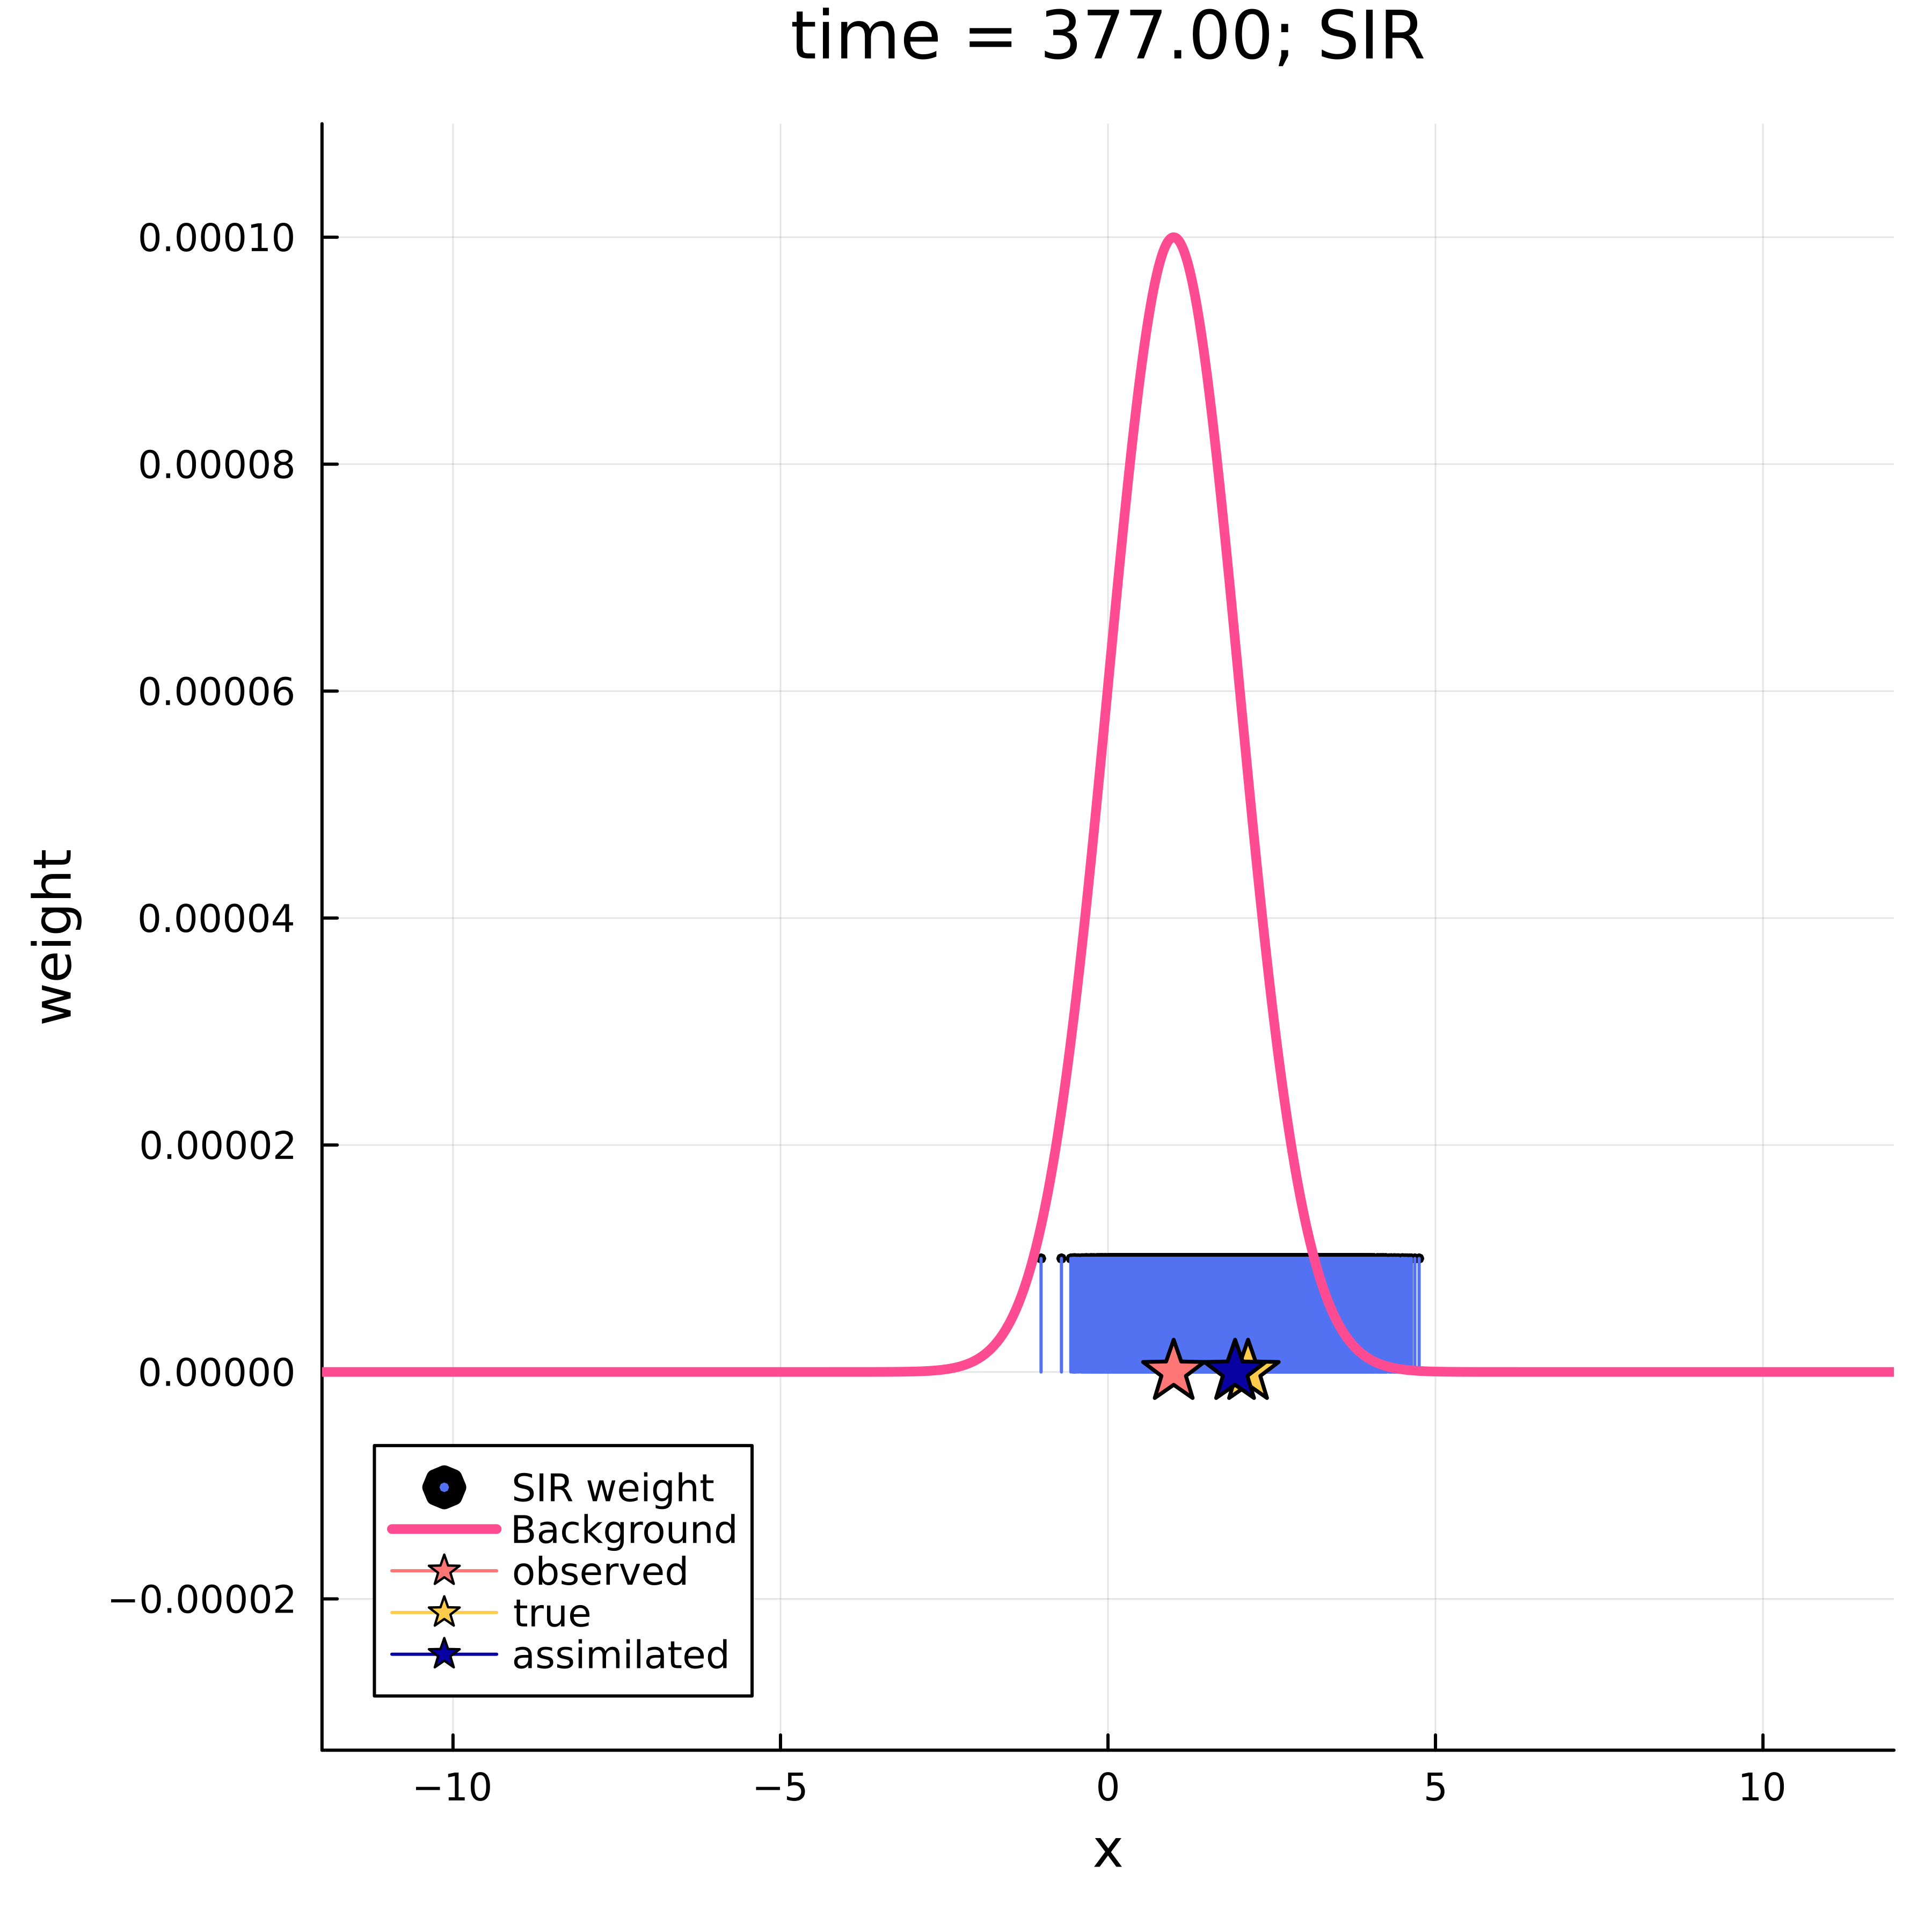 time = 377.00; SIR
weight
0.00010
0.00008
0.00006
0.00004
0.00002
0.00000
−0.00002
SIR weight
Background
observed
true
assimilated
−10 −5 0 5 10
x